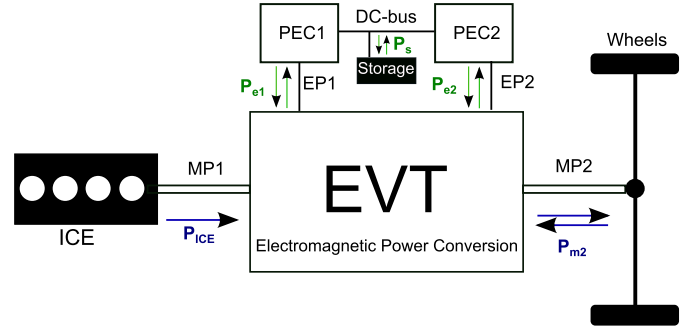 DC-bus
PEC1
PEC2
Ps
Storage
Wheels
Pe1
EP1
Pe2
EP2
MP1
MP2
EVT
Electromagnetic Power Conversion
ICE
PICE
Pm2